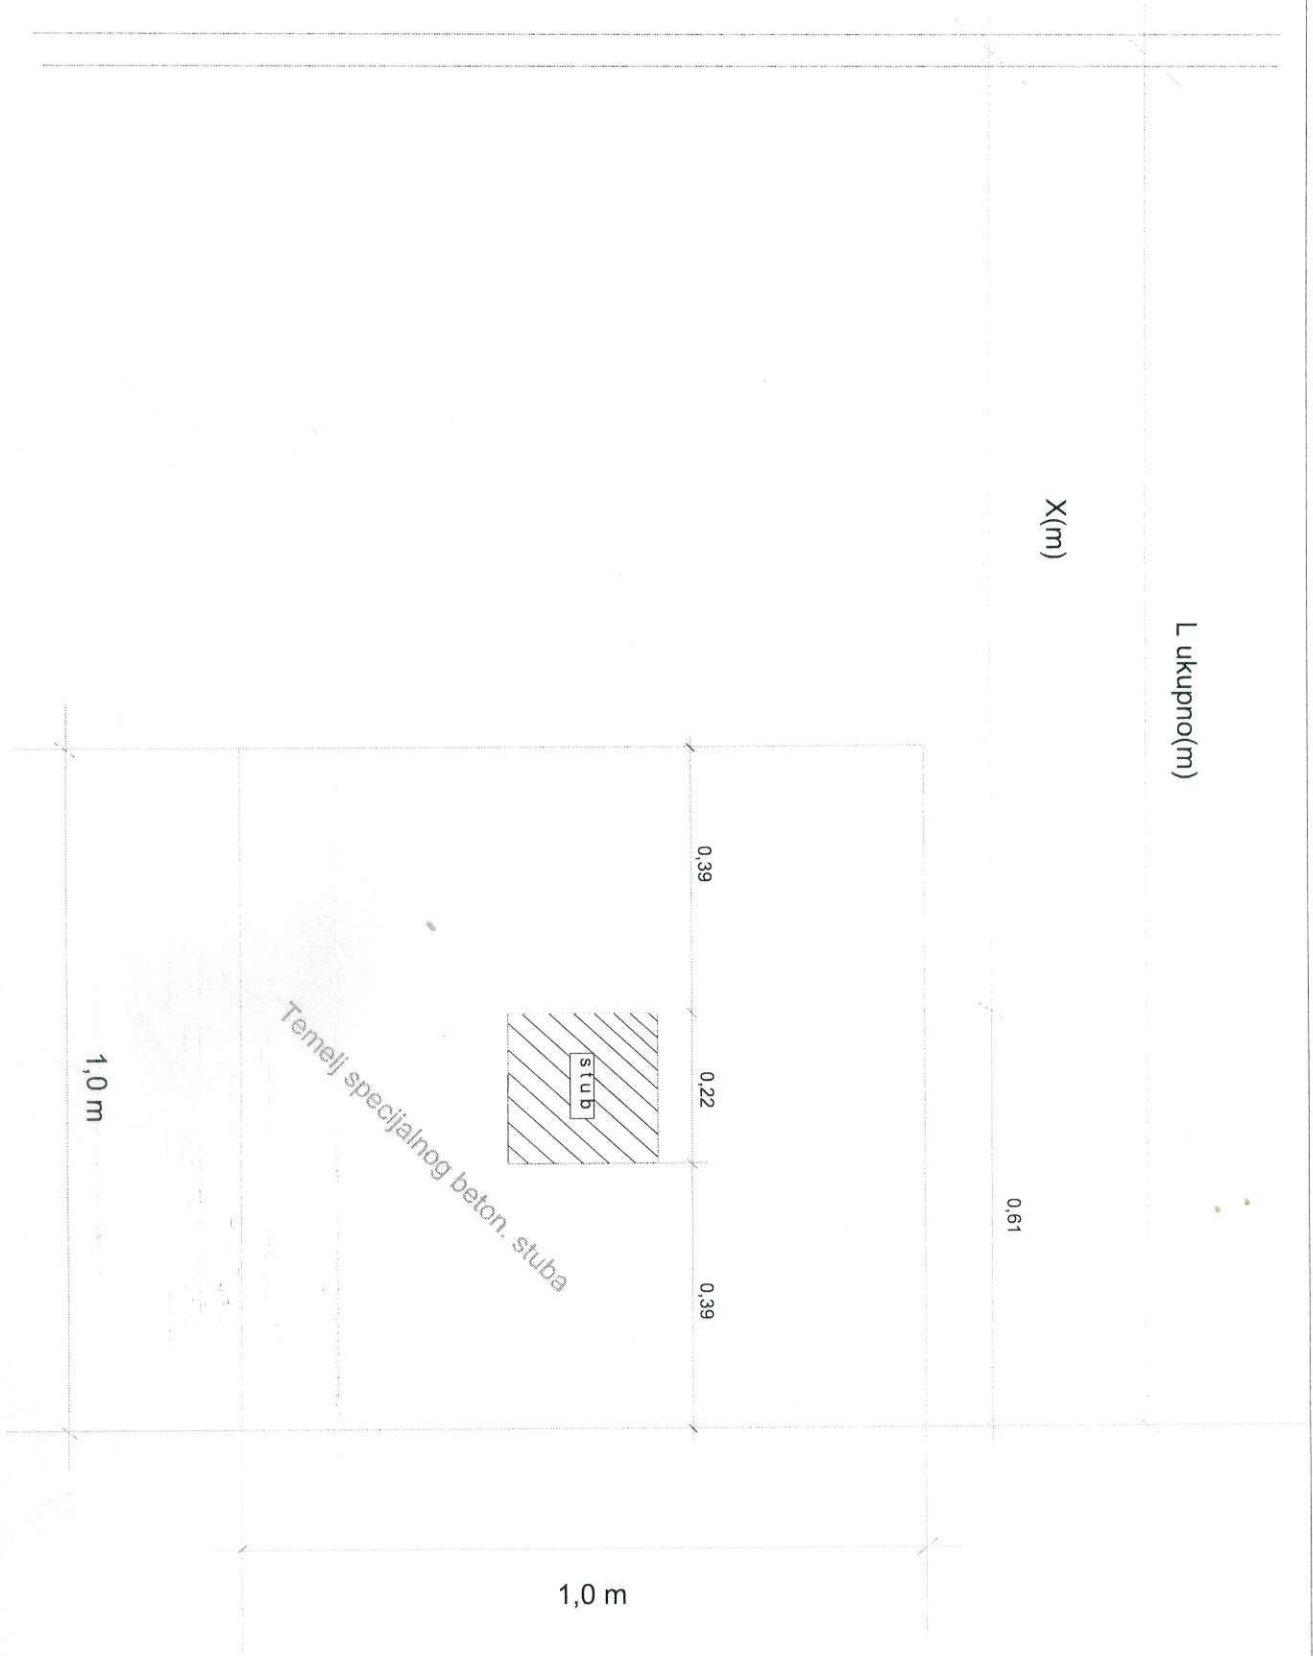 L ukupno(m)
X(m)
0,61
0,39
0,22
0,39
stub
Temelj specijalnog beton. stuba
1,0 m
1,0 m